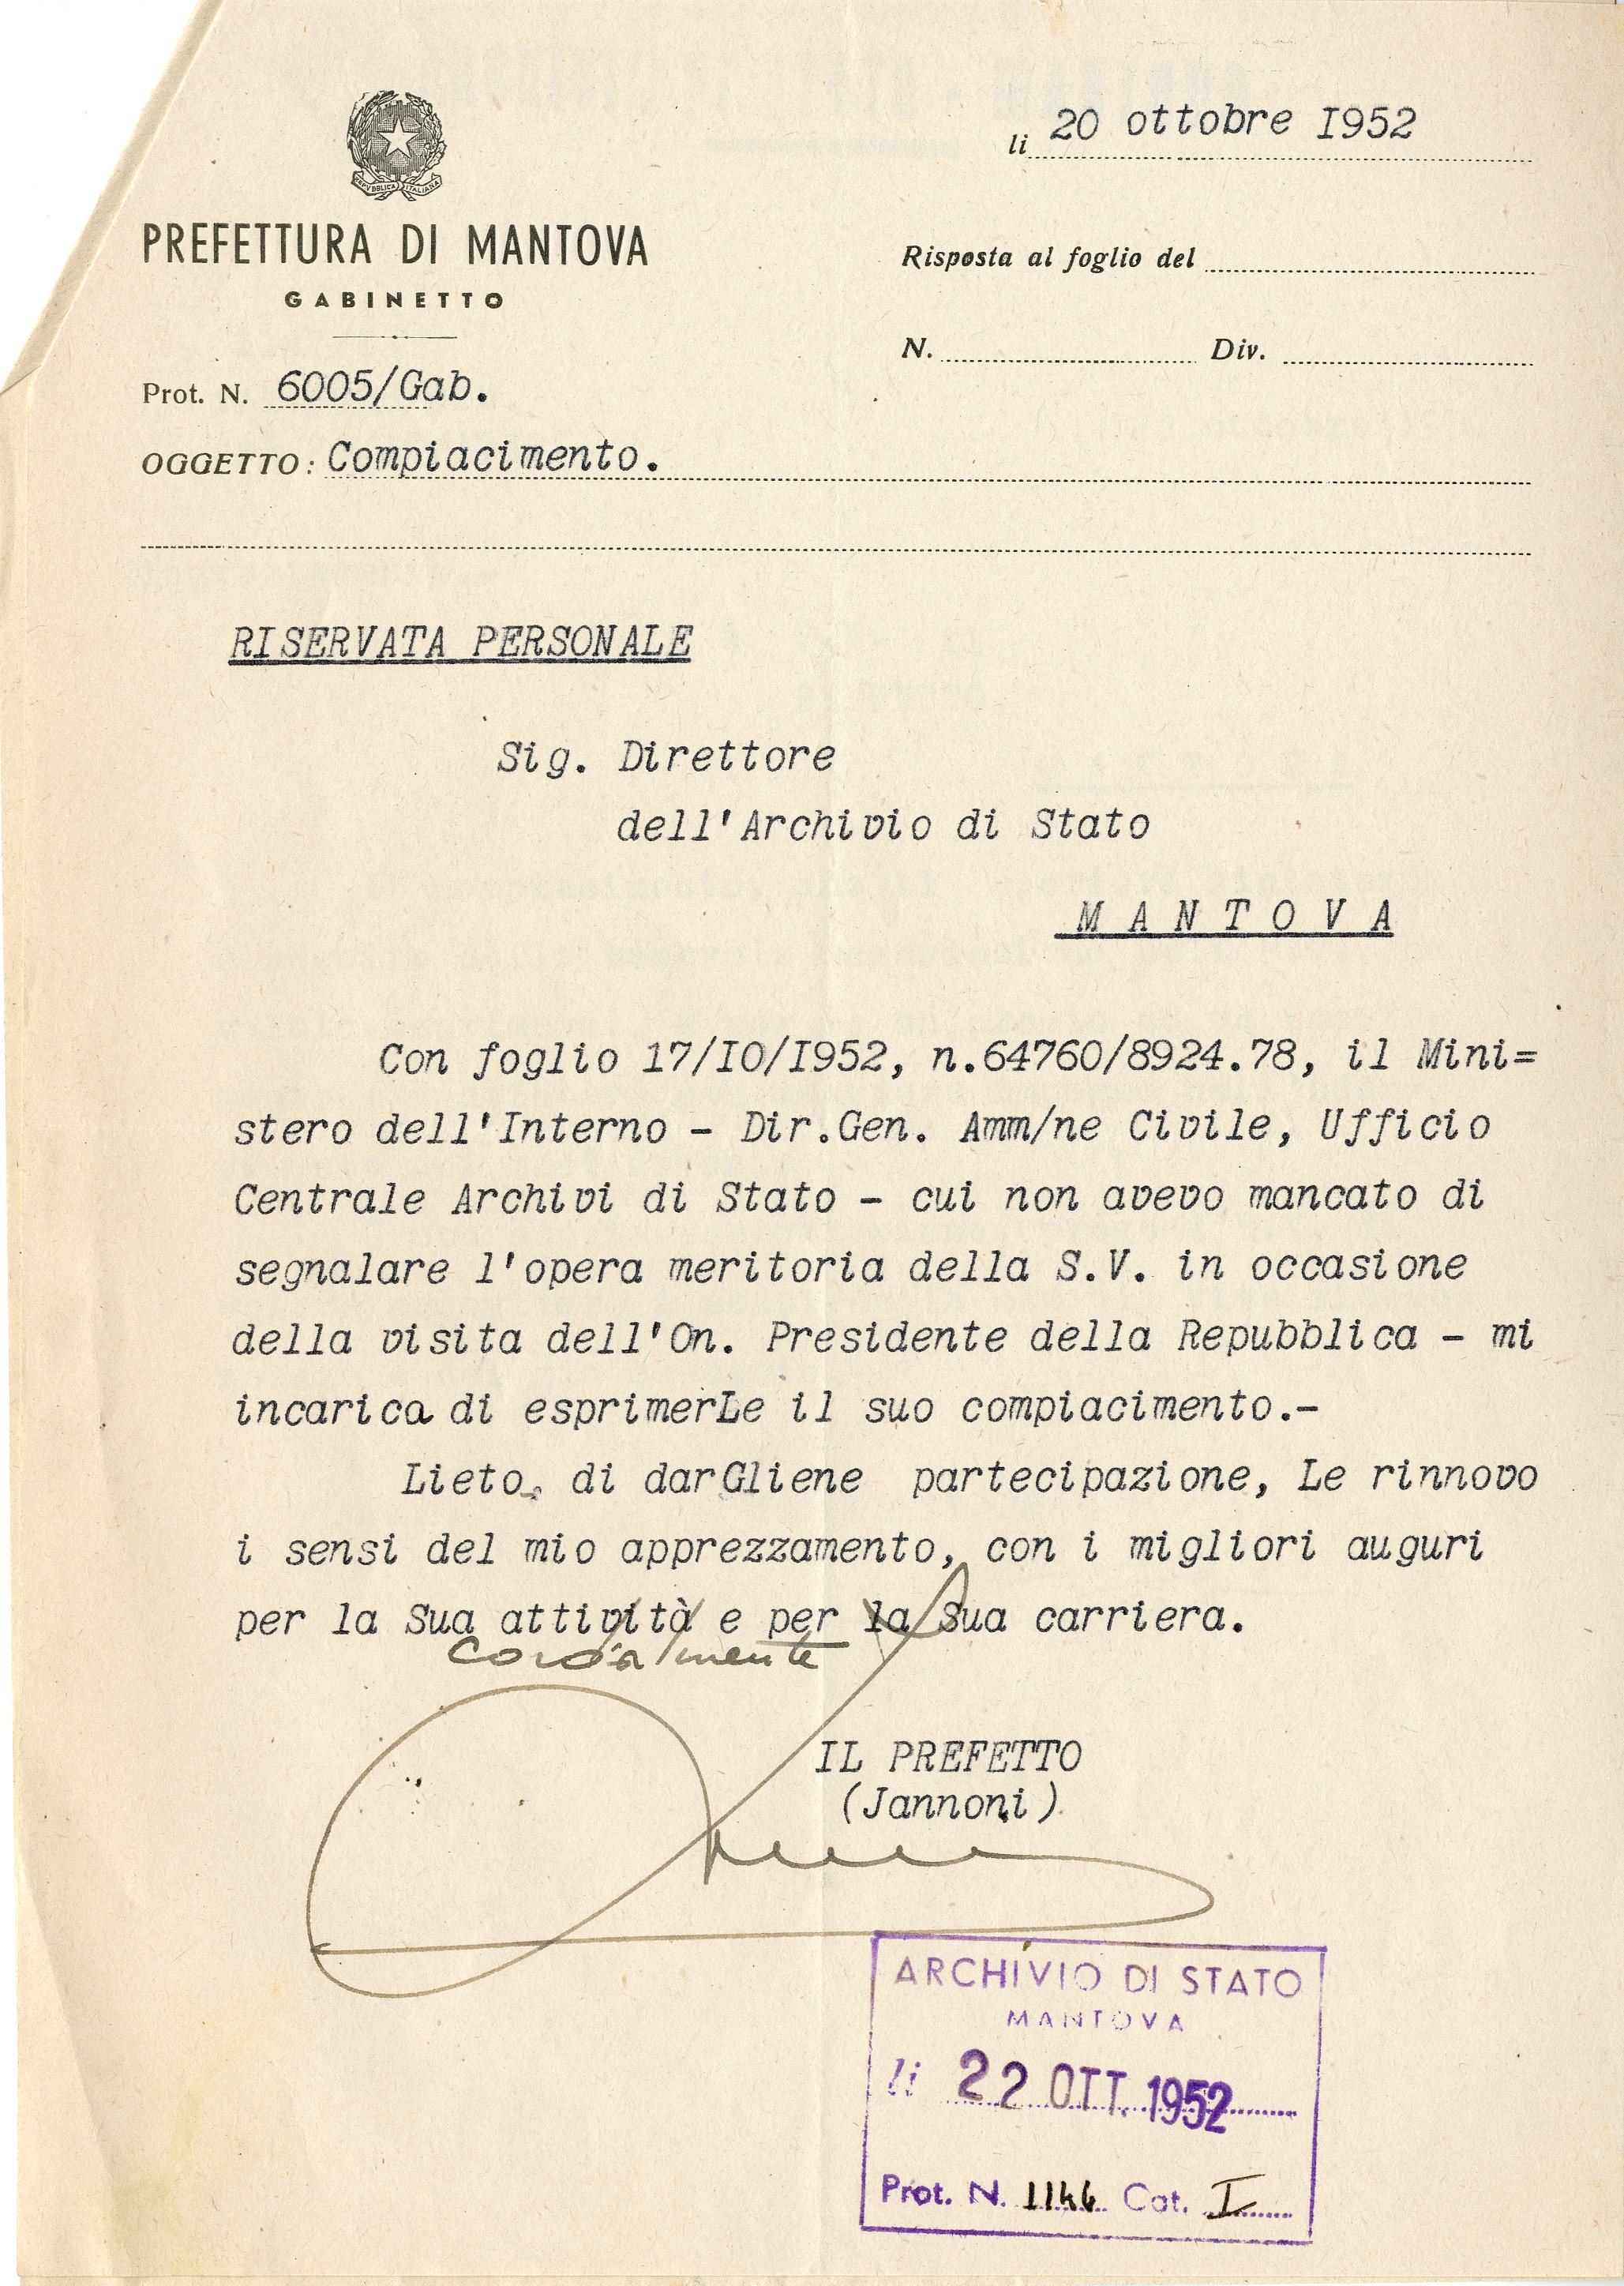 REPVBBLICA ITALIANA
PREFETTURA DI MANTOVA
GABINETTO
li 20 ottobre I952
Risposta al foglio del
N. Div.
Prot. N. 6005/Gab.
OGGETTO: Compiacimento.
RISERVATA PERSONALE
Sig. Direttore
dell'Archivio di Stato
M A N T O V A
Con foglio 17/IO/I952, n.64760/8924.78, il Mini=
stero dell'Interno - Dir.Gen. Amm/ne Civile, Ufficio
Centrale Archivi di Stato - cui non avevo mancato di
segnalare l'opera meritoria della S.V. in occasione
della visita dell'On. Presidente della Repubblica - mi
incarica di esprimerLe il suo compiacimento.-
Lieto, di darGliene partecipazione, Le rinnovo
i sensi del mio apprezzamento, con i migliori auguri
per la Sua attività e per la Sua carriera.
cordialmente
IL PREFETTO
(Jannoni)
ARCHIVIO DI STATO
MANTOVA
li 22 OTT. 1952
Prot. N. Cat. I